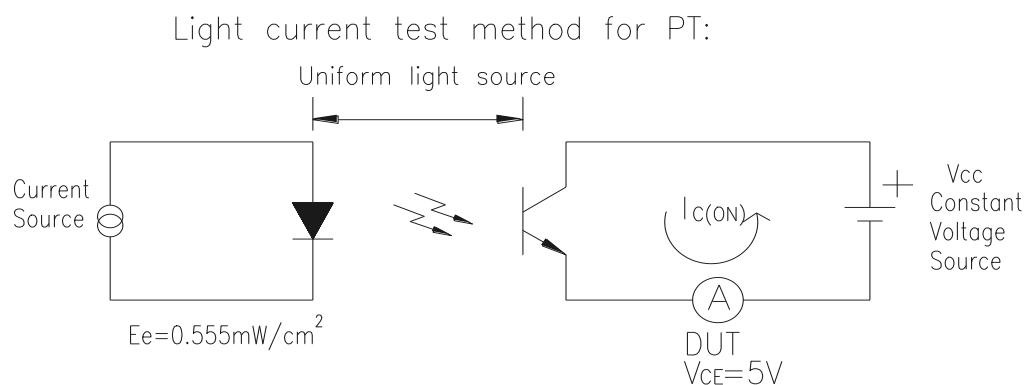 Light current test method for PT:
Uniform light source
Current
Source
IC(ON)
+
Vcc
Constant
Voltage
Source
A
Ee=0.555mW/cm²
DUT
VCE=5V